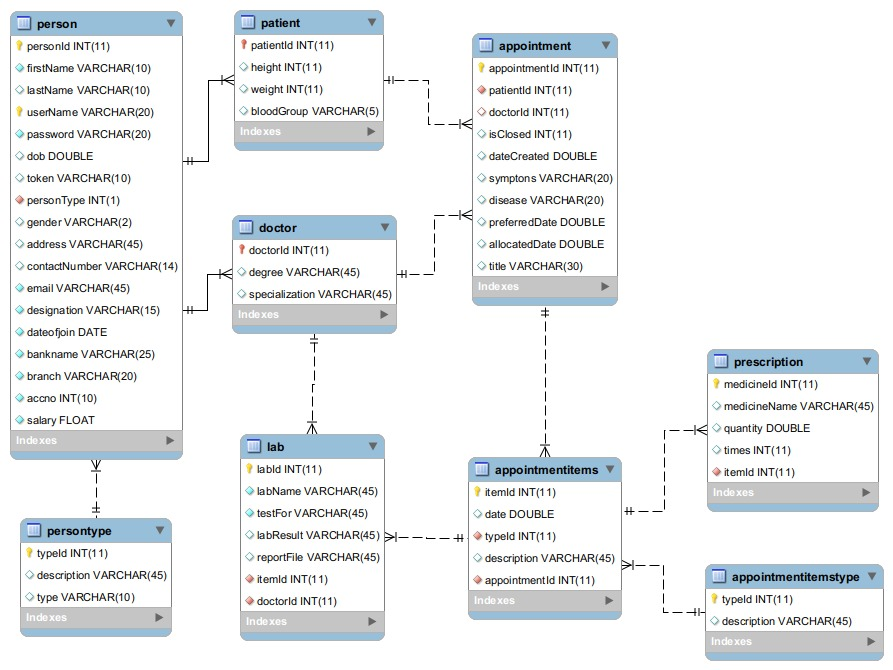 person
personId INT(11)
firstName VARCHAR(10)
lastName VARCHAR(10)
userName VARCHAR(20)
password VARCHAR(20)
dob DOUBLE
token VARCHAR(10)
personType INT(1)
gender VARCHAR(2)
address VARCHAR(45)
contactNumber VARCHAR(14)
email VARCHAR(45)
designation VARCHAR(15)
dateofjoin DATE
bankname VARCHAR(25)
branch VARCHAR(20)
accno INT(10)
salary FLOAT
Indexes
patient
patientId INT(11)
height INT(11)
weight INT(11)
bloodGroup VARCHAR(5)
Indexes
appointment
appointmentId INT(11)
patientId INT(11)
doctorId INT(11)
isClosed INT(11)
dateCreated DOUBLE
symptons VARCHAR(20)
disease VARCHAR(20)
preferredDate DOUBLE
allocatedDate DOUBLE
title VARCHAR(30)
Indexes
doctor
doctorId INT(11)
degree VARCHAR(45)
specialization VARCHAR(45)
Indexes
prescription
medicineId INT(11)
medicineName VARCHAR(45)
quantity DOUBLE
times INT(11)
itemId INT(11)
Indexes
lab
labId INT(11)
labName VARCHAR(45)
testFor VARCHAR(45)
labResult VARCHAR(45)
reportFile VARCHAR(45)
itemId INT(11)
doctorId INT(11)
Indexes
appointmentitems
itemId INT(11)
date DOUBLE
typeId INT(11)
description VARCHAR(45)
appointmentId INT(11)
Indexes
persontype
typeId INT(11)
description VARCHAR(45)
type VARCHAR(10)
Indexes
appointmentitemstype
typeId INT(11)
description VARCHAR(45)
Indexes